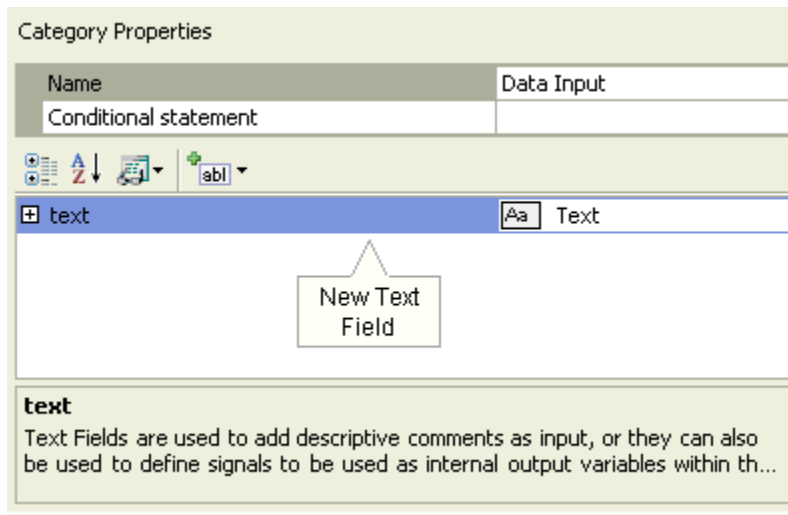 Category Properties
Name Data Input
Conditional statement
A Z abl
text Aa Text
New Text
Field
text
Text Fields are used to add descriptive comments as input, or they can also
be used to define signals to be used as internal output variables within th...